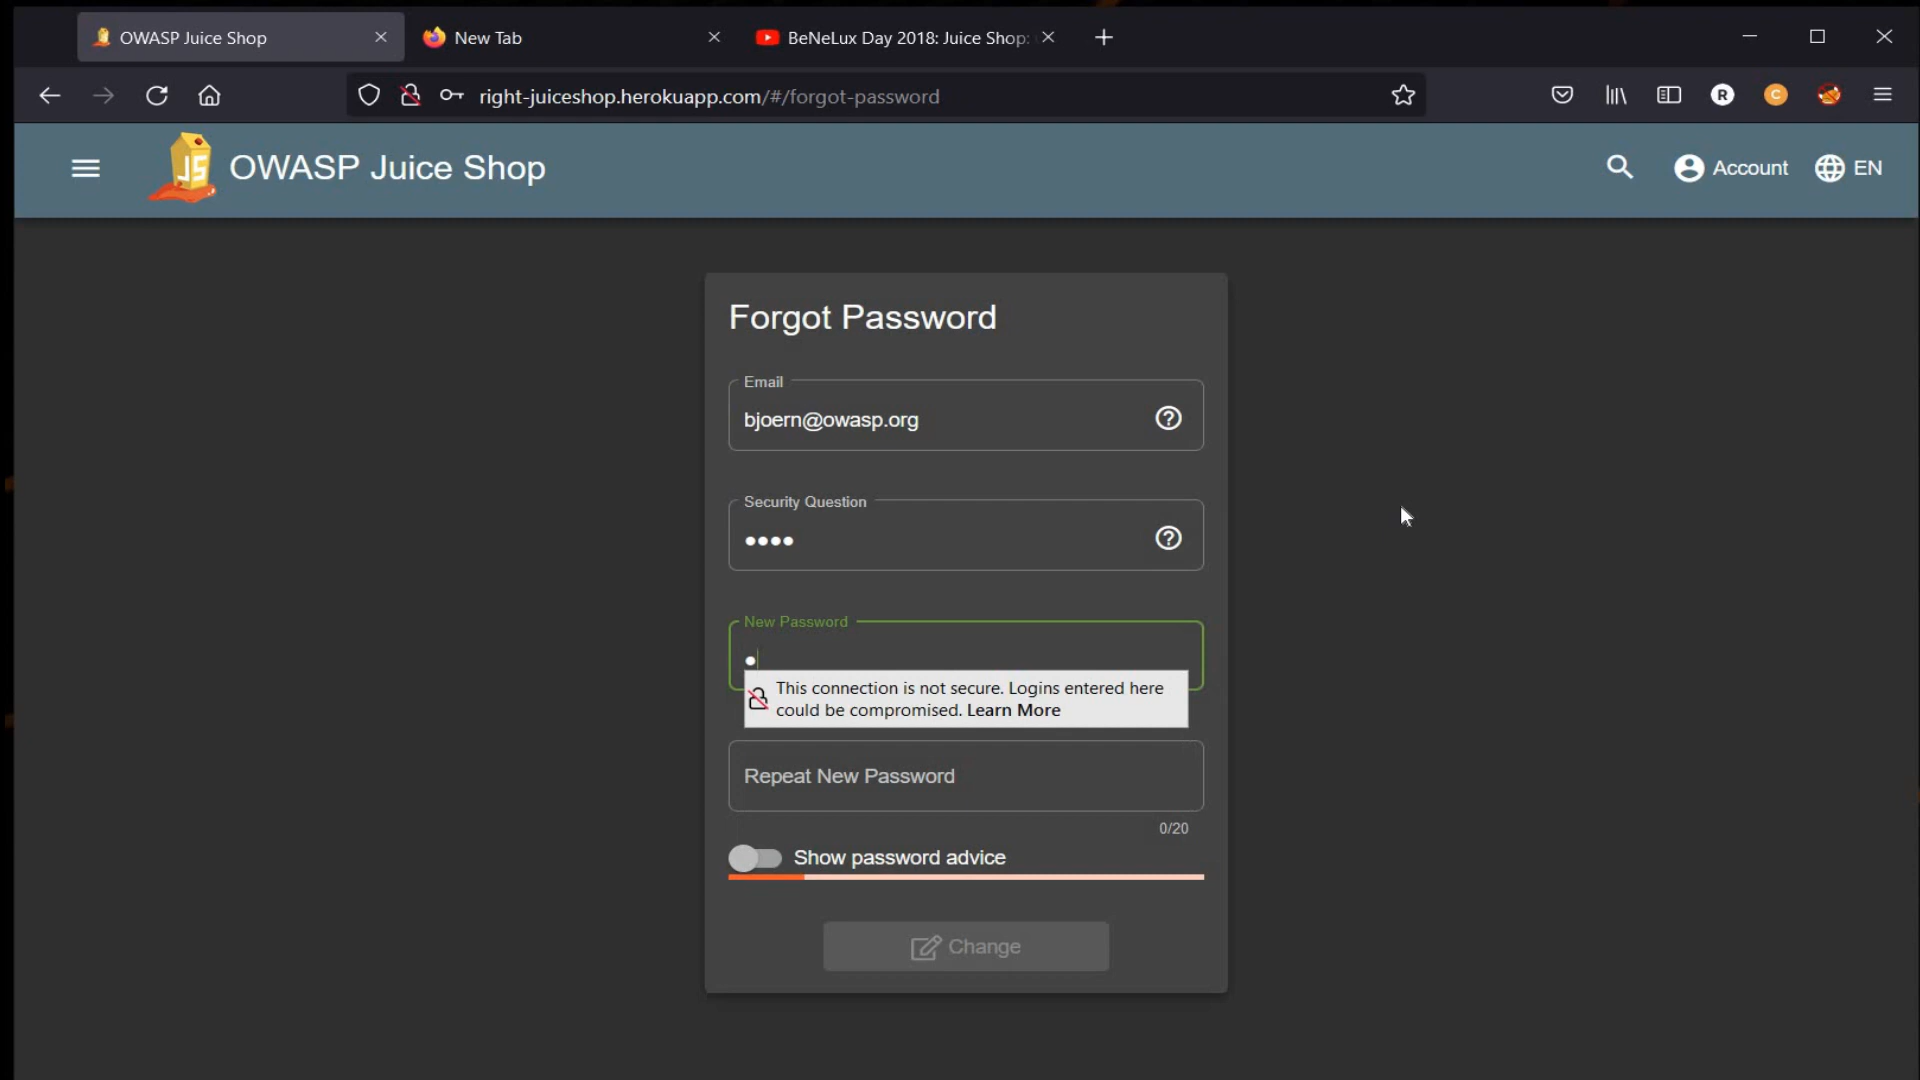 OWASP Juice Shop
New Tab
BeNeLux Day 2018: Juice Shop:
right-juiceshop.herokuapp.com/#/forgot-password
R
C
JS
OWASP Juice Shop
Account
EN
Forgot Password
Email
bjoern@owasp.org
Security Question
New Password
This connection is not secure. Logins entered here
could be compromised. Learn More
Repeat New Password
0/20
Show password advice
Change